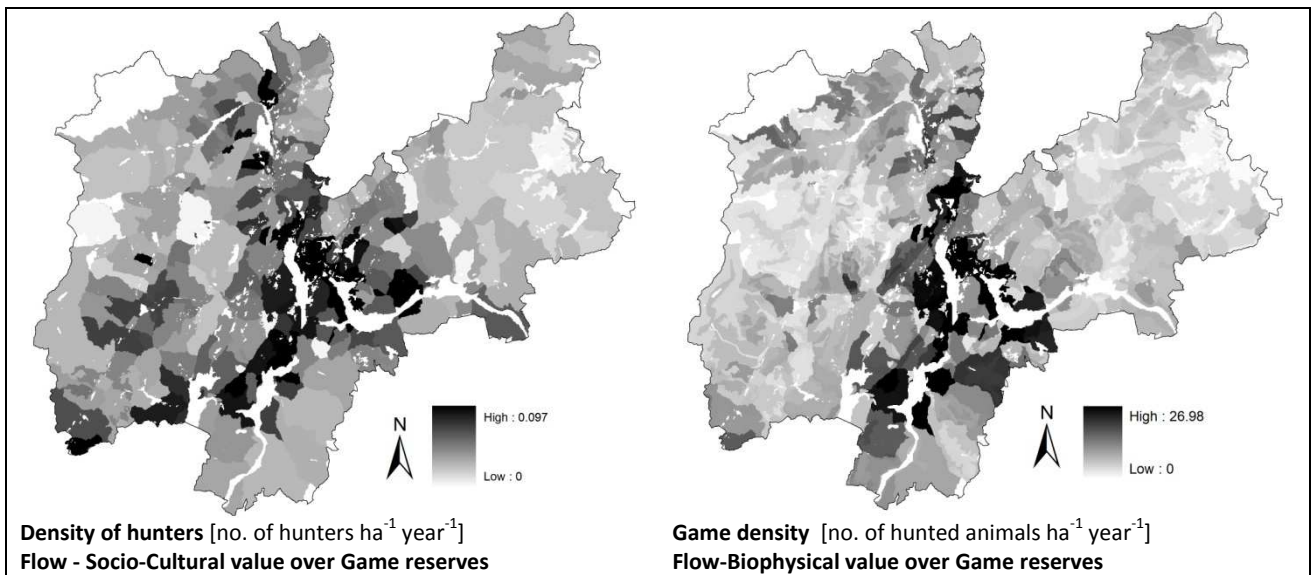 N
High : 0.097
Low : 0
N
High : 26.98
Low : 0
Density of hunters [no. of hunters ha⁻¹ year⁻¹]
Flow - Socio-Cultural value over Game reserves
Game density [no. of hunted animals ha⁻¹ year⁻¹]
Flow-Biophysical value over Game reserves